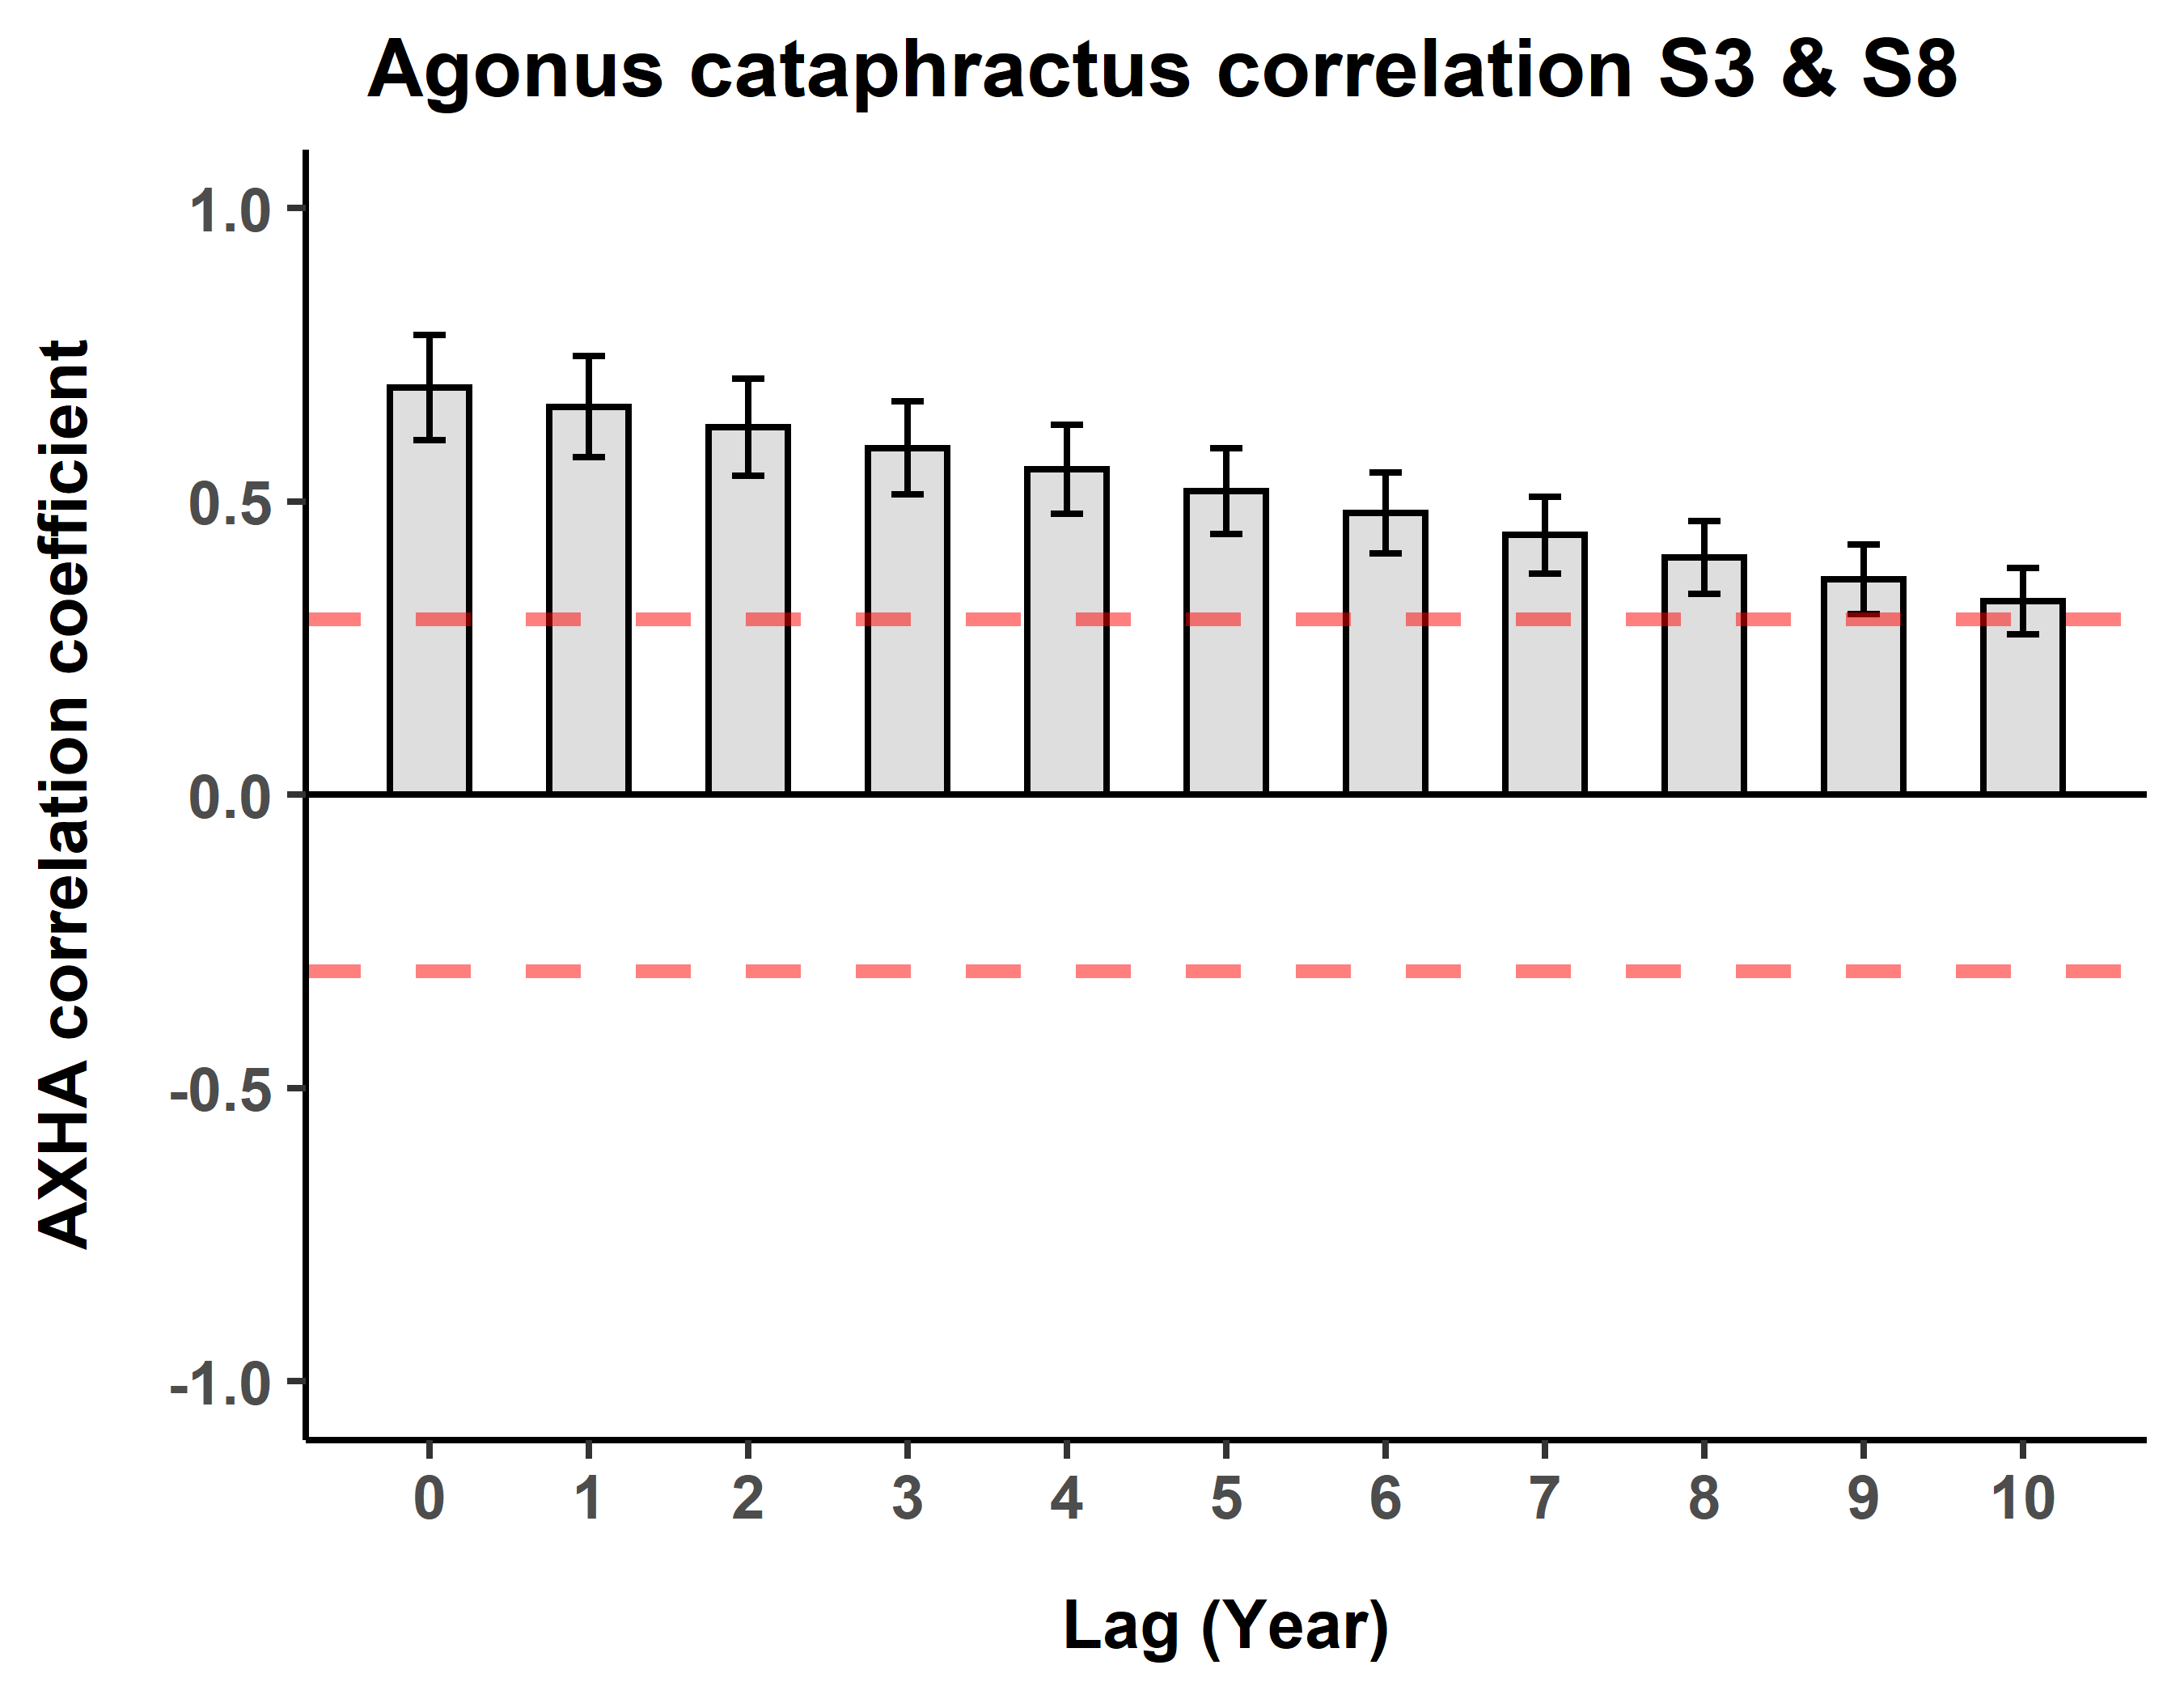 Agonus cataphractus correlation S3 & S8
AXHA correlation coefficient
1.0
0.5
0.0
-0.5
-1.0
0 1 2 3 4 5 6 7 8 9 10
Lag (Year)